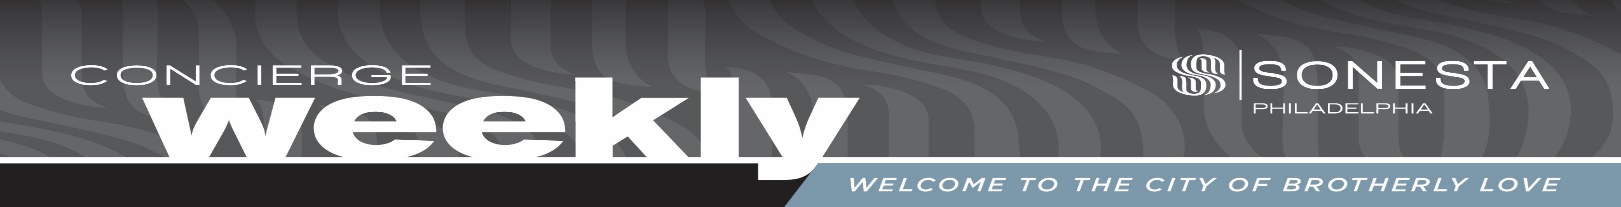 CONCIERGE
weekly
SONESTA
PHILADELPHIA
WELCOME TO THE CITY OF BROTHERLY LOVE